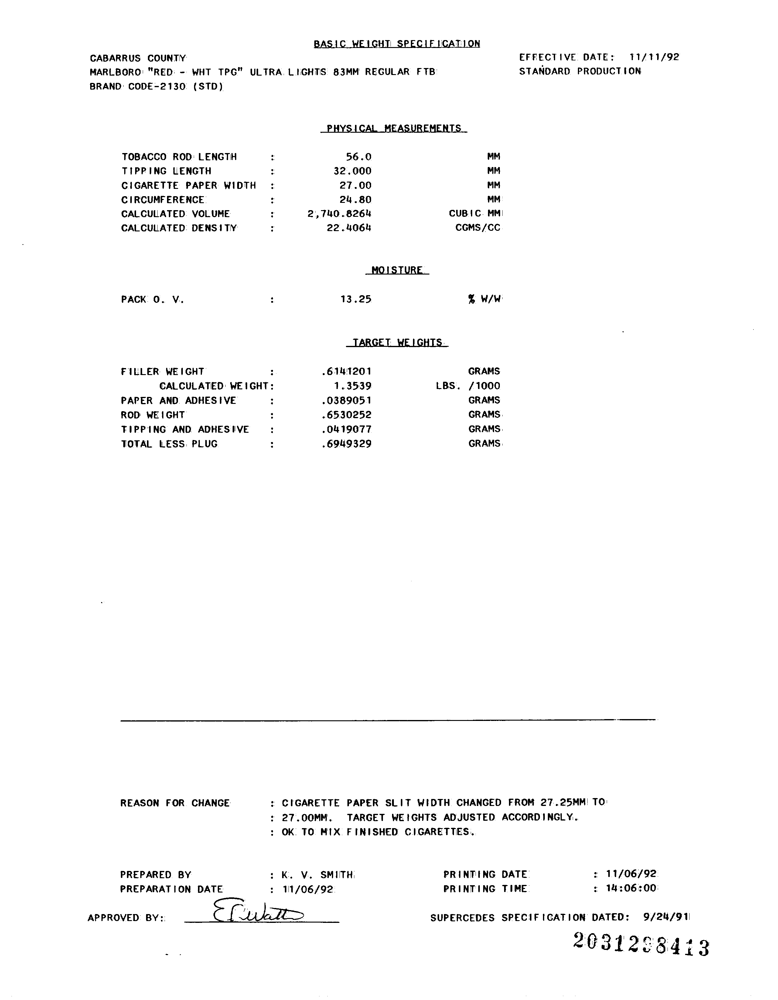 BASIC WEIGHT SPECIFICATION
CABARRUS COUNTY EFFECTIVE DATE: 11/11/92
MARLBORO "RED - WHT TPG" ULTRA LIGHTS 83MM REGULAR FTB STANDARD PRODUCTION
BRAND CODE-2130 (STD)
PHYSICAL MEASUREMENTS
TOBACCO ROD LENGTH : 56.0 MM
TIPPING LENGTH : 32.000 MM
CIGARETTE PAPER WIDTH : 27.00 MM
CIRCUMFERENCE : 24.80 MM
CALCULATED VOLUME : 2,740.8264 CUBIC MM
CALCULATED DENSITY : 22.4064 CGMS/CC
MOISTURE
PACK O. V. : 13.25 % W/W
TARGET WEIGHTS
FILLER WEIGHT : .6141201 GRAMS
CALCULATED WEIGHT: 1.3539 LBS. /1000
PAPER AND ADHESIVE : .0389051 GRAMS
ROD WEIGHT : .6530252 GRAMS
TIPPING AND ADHESIVE : .0419077 GRAMS
TOTAL LESS PLUG : .6949329 GRAMS
REASON FOR CHANGE : CIGARETTE PAPER SLIT WIDTH CHANGED FROM 27.25MM TO
: 27.00MM. TARGET WEIGHTS ADJUSTED ACCORDINGLY.
: OK TO MIX FINISHED CIGARETTES.
PREPARED BY : K. V. SMITH PRINTING DATE : 11/06/92
PREPARATION DATE : 11/06/92 PRINTING TIME : 14:06:00
APPROVED BY: SUPERCEDES SPECIFICATION DATED: 9/24/91
2031298413